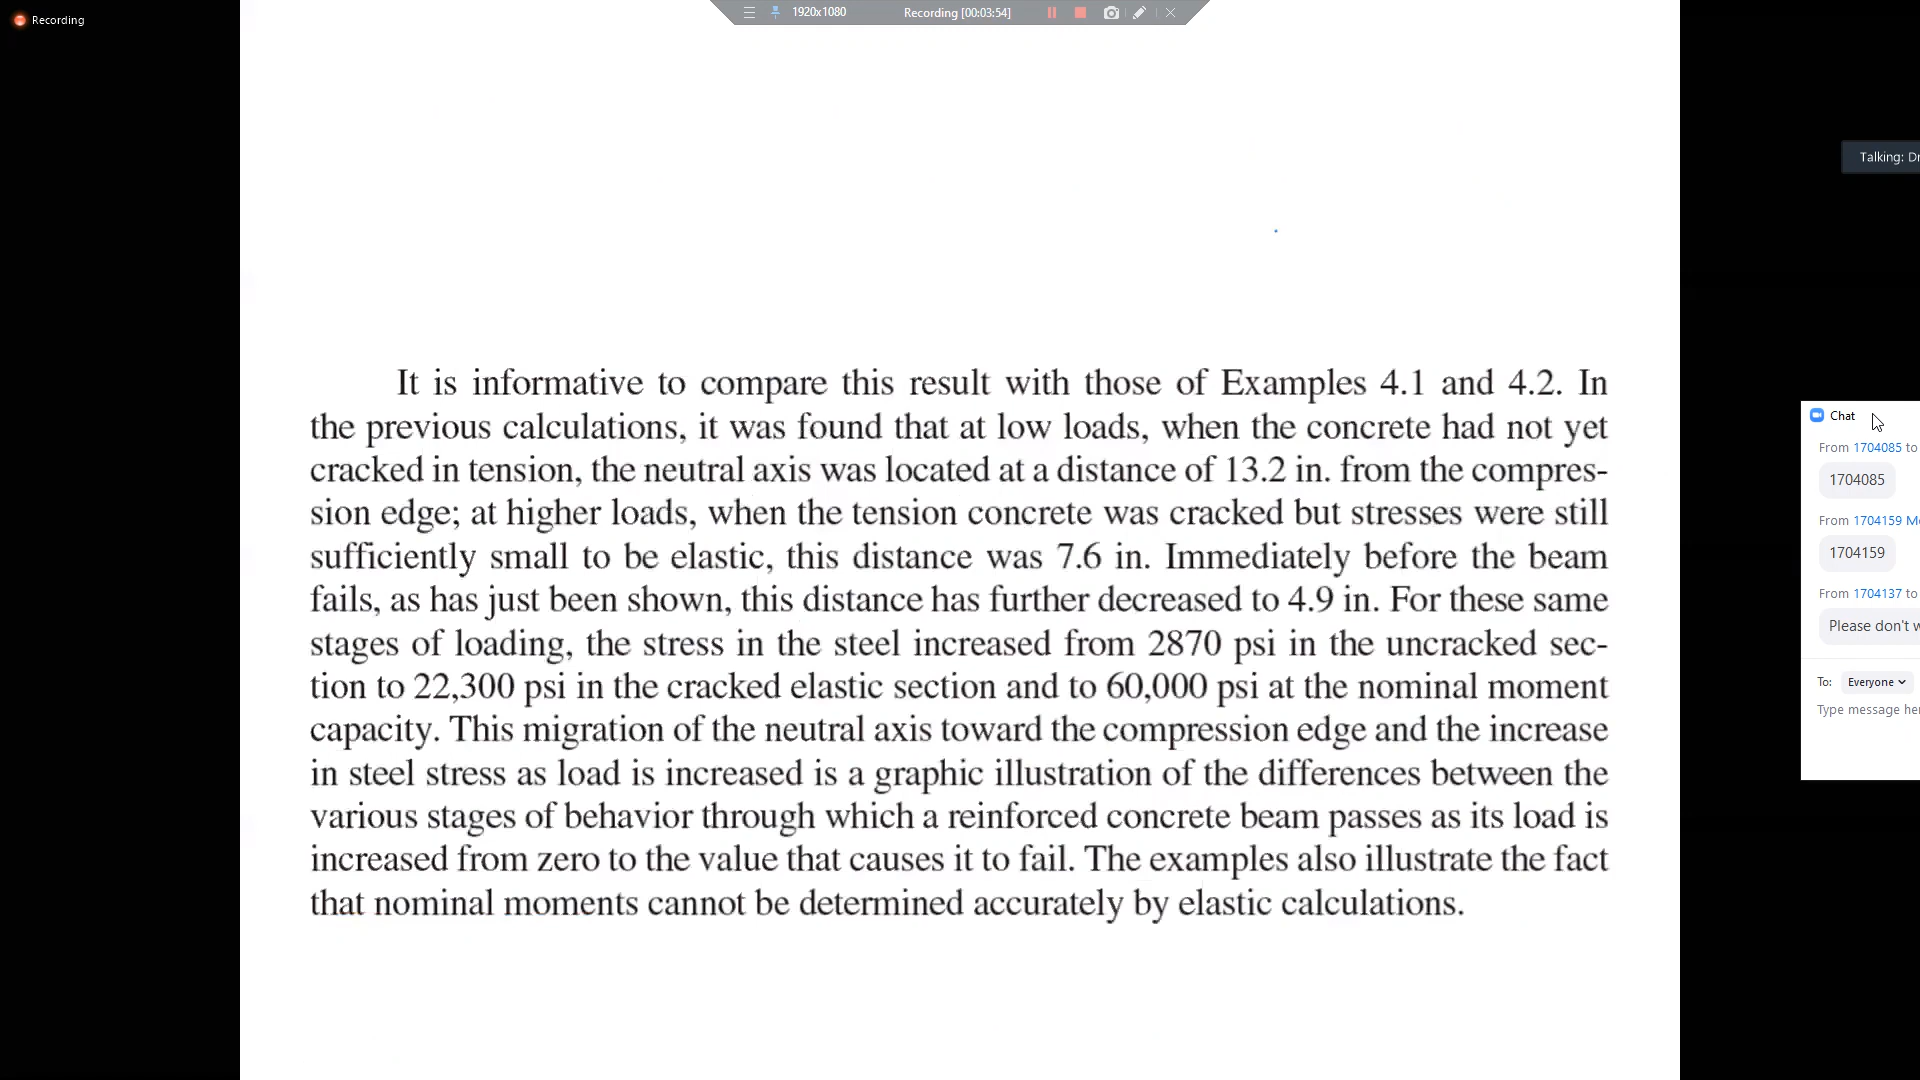 Recording
1920x1080
Recording [00:03:54]
Talking: Dr
It is informative to compare this result with those of Examples 4.1 and 4.2. In
the previous calculations, it was found that at low loads, when the concrete had not yet
cracked in tension, the neutral axis was located at a distance of 13.2 in. from the compres-
sion edge; at higher loads, when the tension concrete was cracked but stresses were still
sufficiently small to be elastic, this distance was 7.6 in. Immediately before the beam
fails, as has just been shown, this distance has further decreased to 4.9 in. For these same
stages of loading, the stress in the steel increased from 2870 psi in the uncracked sec-
tion to 22,300 psi in the cracked elastic section and to 60,000 psi at the nominal moment
capacity. This migration of the neutral axis toward the compression edge and the increase
in steel stress as load is increased is a graphic illustration of the differences between the
various stages of behavior through which a reinforced concrete beam passes as its load is
increased from zero to the value that causes it to fail. The examples also illustrate the fact
that nominal moments cannot be determined accurately by elastic calculations.
Chat
From 1704085 to
1704085
From 1704159 M
1704159
From 1704137 to
Please don't w
To: Everyone
Type message her